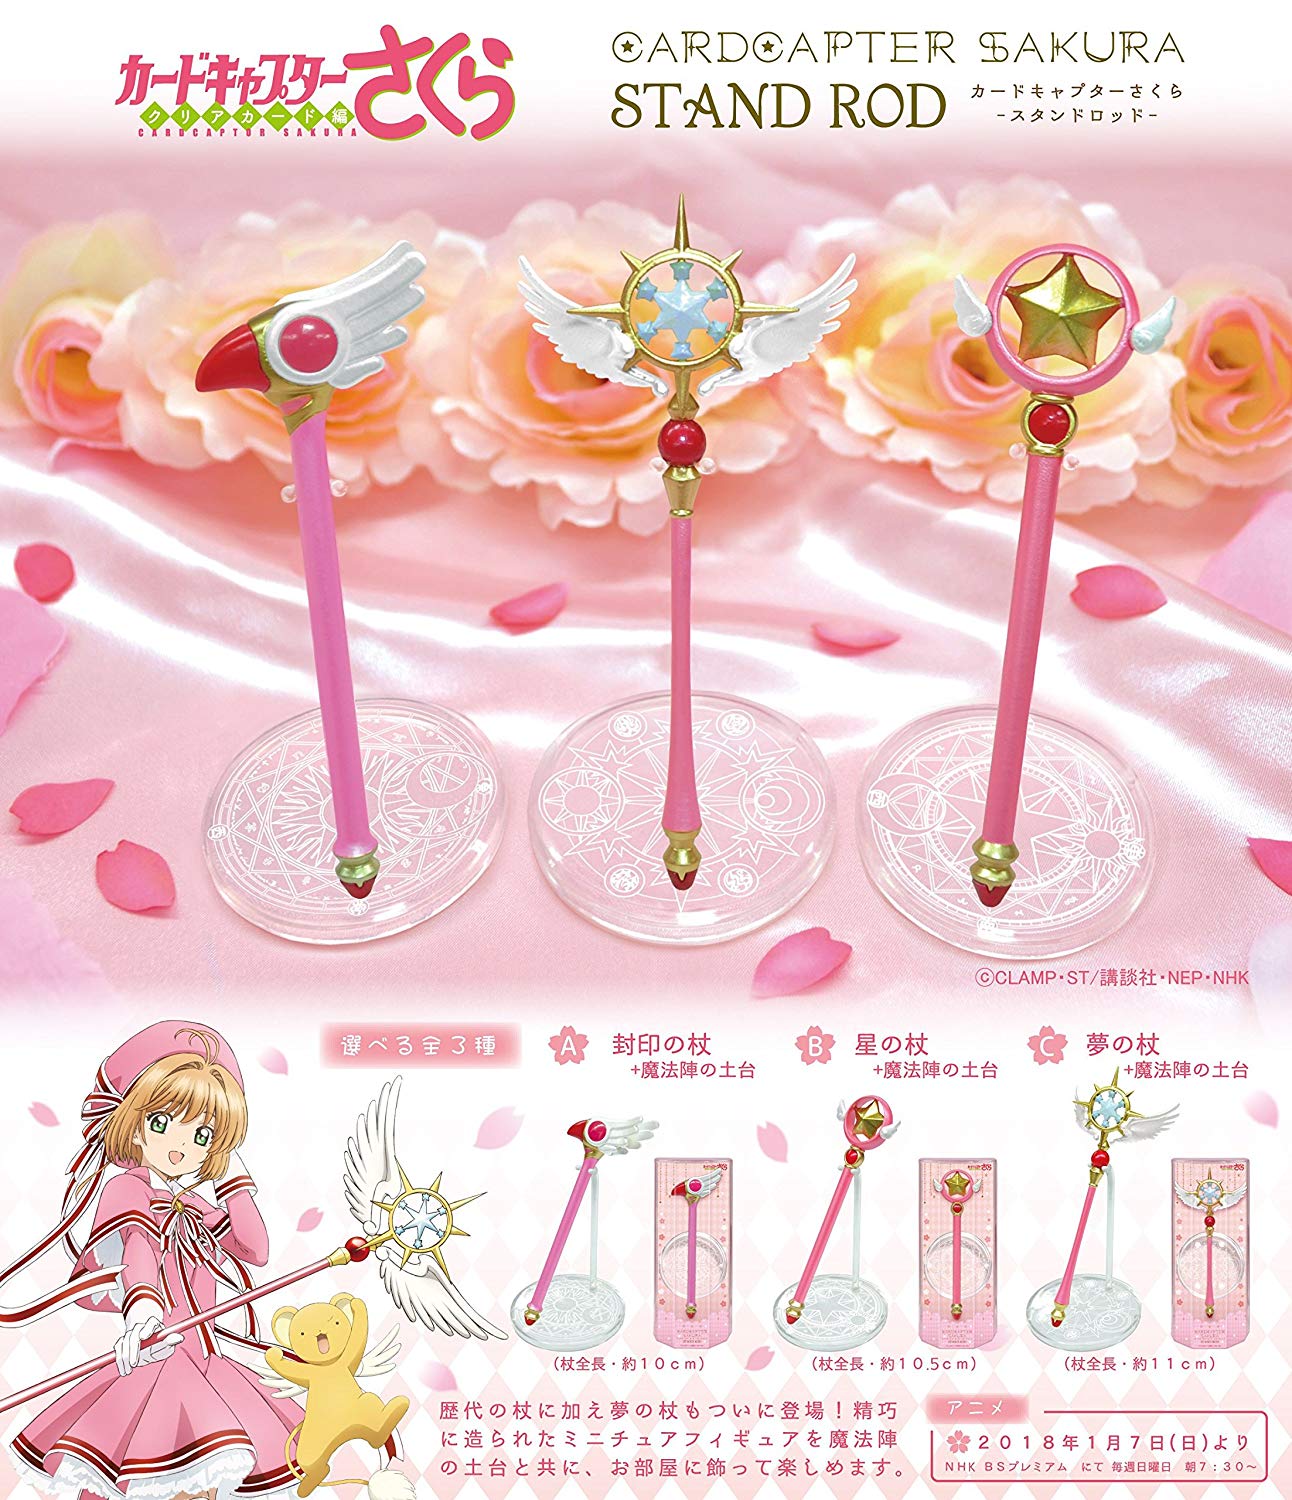 カードキャプターさくら
クリアカード編
CARDCAPTOR SAKURA
CARDCAPTER SAKURA
STAND ROD
カードキャプターさくら
-スタンドロッド-
©CLAMP・ST/講談社・NEP・NHK
選べる全3種
A 封印の杖
+魔法陣の土台
B 星の杖
+魔法陣の土台
C 夢の杖
+魔法陣の土台
(杖全長・約10cm)
(杖全長・約10.5cm)
(杖全長・約11cm)
歴代の杖に加え夢の杖もついに登場!精巧
に造られたミニチュアフィギュアを魔法陣
の土台と共に、お部屋に飾って楽しめます。
アニメ
2018年1月7日(日)より
NHK BSプレミアム にて 毎週日曜日 朝7:30〜